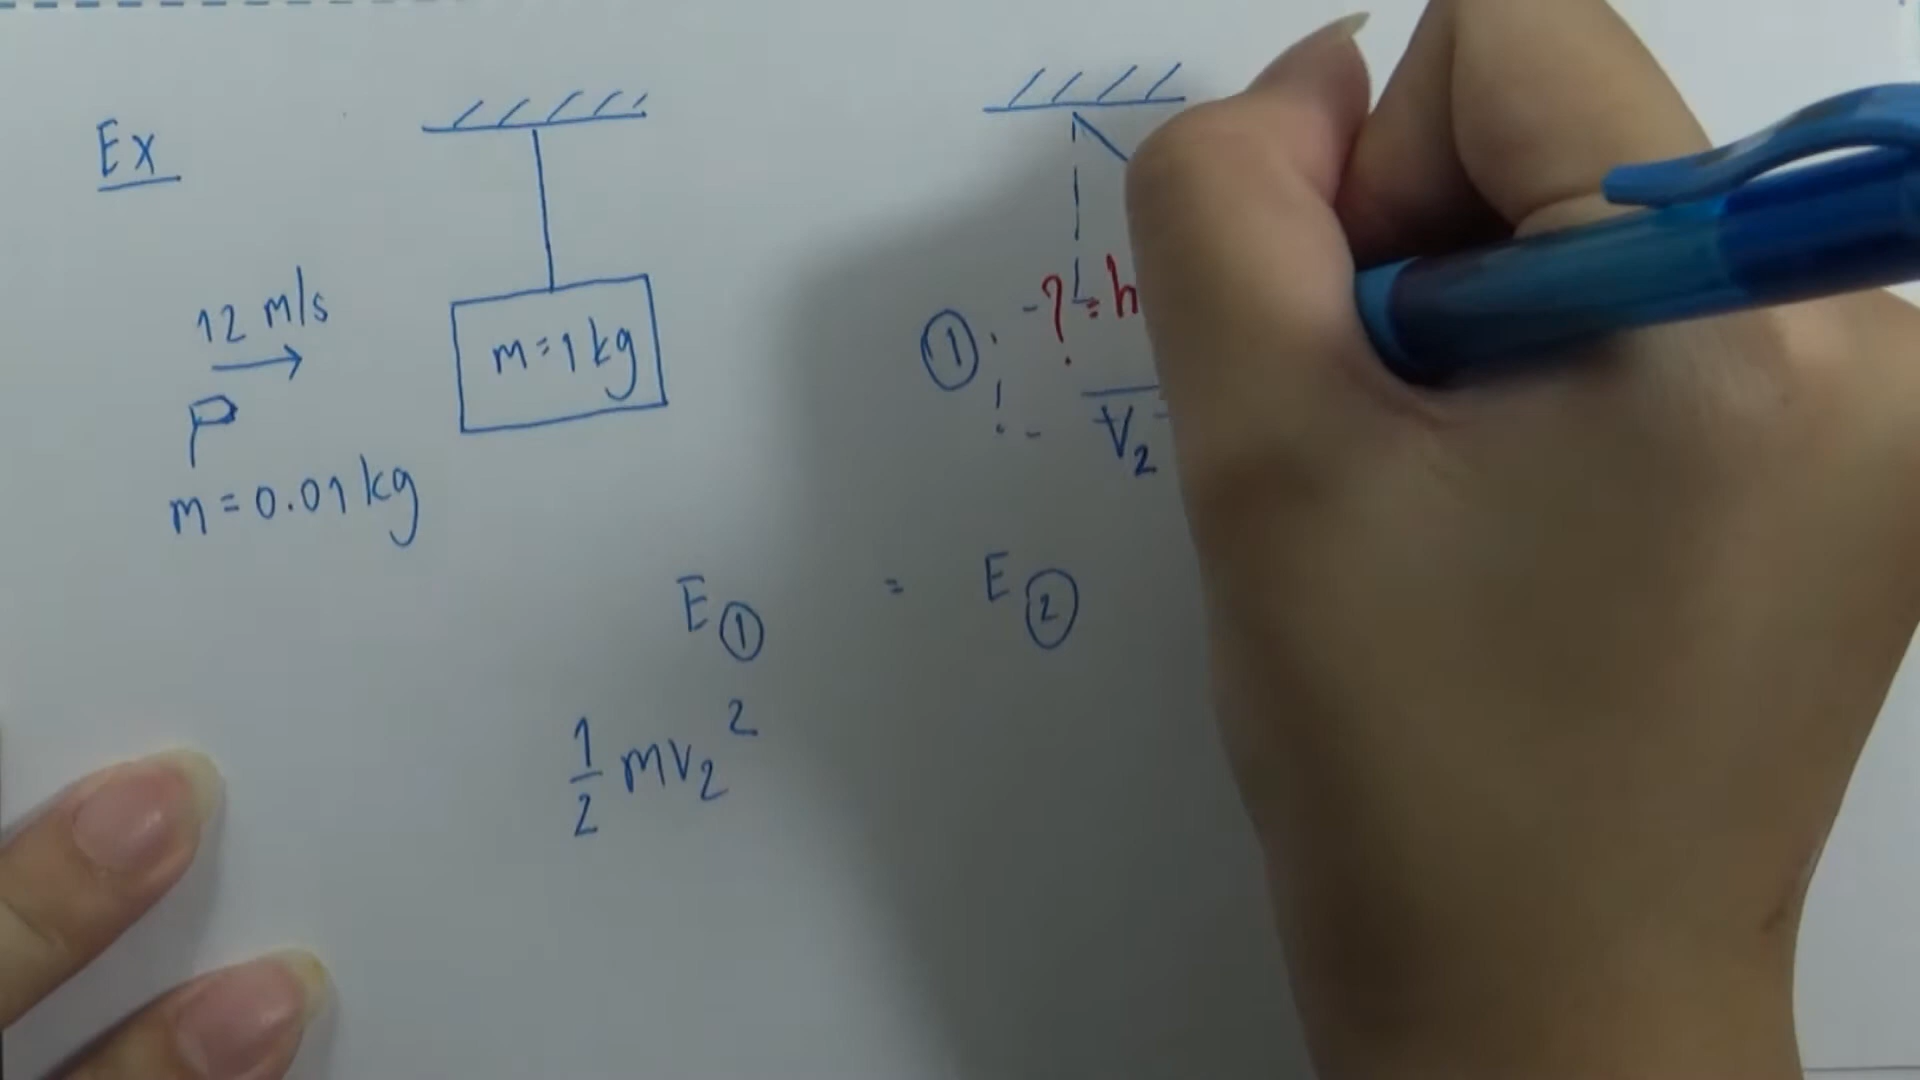 Ex
12 m/s
m = 0.01 kg
m = 1 kg
① ? = h
V₂
E① = E②
½ mv₂²